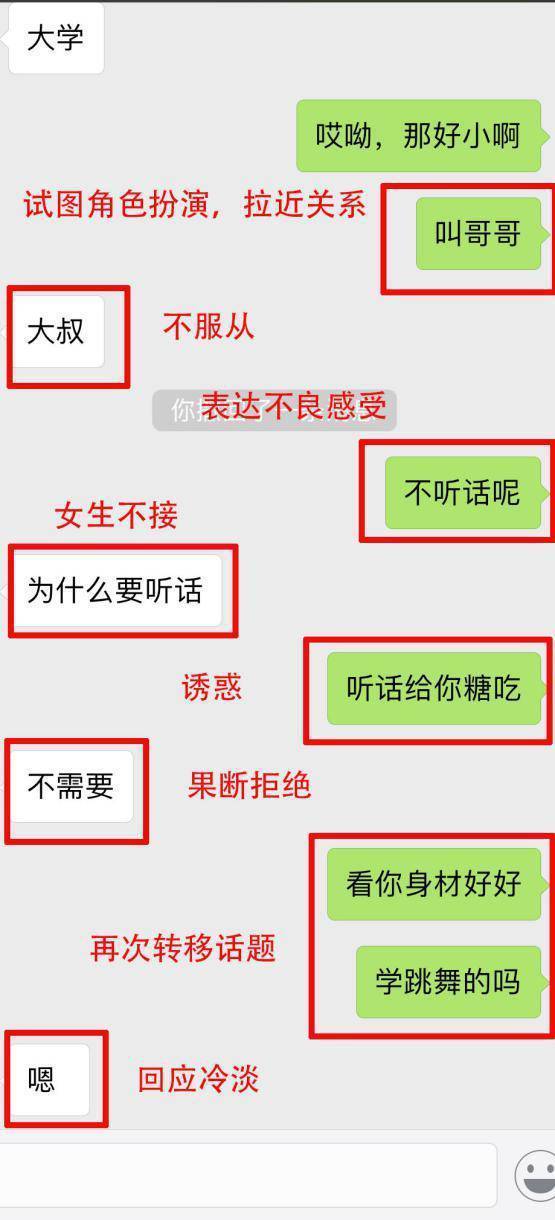 大学
哎呦，那好小啊
试图角色扮演，拉近关系
叫哥哥
大叔
不服从
表达不良感受
不听话呢
女生不接
为什么要听话
诱惑
听话给你糖吃
不需要
果断拒绝
看你身材好好
再次转移话题
学跳舞的吗
嗯
回应冷淡